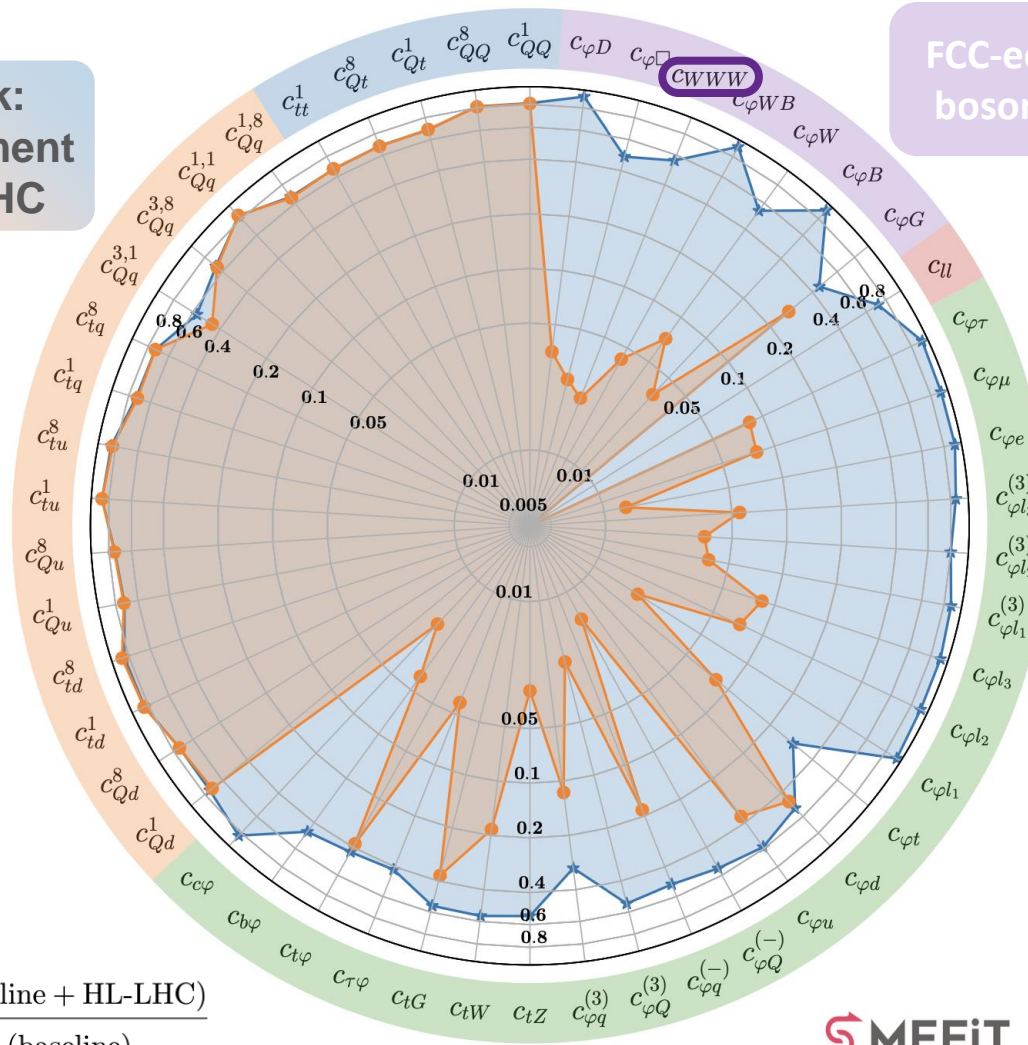 k:
ment
HC
FCC-ee
boson
c_{φD}
c_{φ□}
c_{WWW}
c_{φWB}
c_{φW}
c_{φB}
c_{φG}
c_{ll}
c_{φτ}
c_{φμ}
c_{φe}
c_{φl}^{(3)}
c_{φl}^{(3)}
c_{φl_1}^{(3)}
c_{φl_3}
c_{φl_2}
c_{φl_1}
c_{φt}
c_{φd}
c_{φu}
c_{φQ}^{(-)}
c_{φq}^{(-)}
c_{φQ}^{(3)}
c_{φq}^{(3)}
c_{tZ}
c_{tW}
c_{tG}
c_{τφ}
c_{tφ}
c_{bφ}
c_{cφ}
c_{Qd}^{1}
c_{Qd}^{8}
c_{td}^{1}
c_{td}^{8}
c_{Qu}^{1}
c_{Qu}^{8}
c_{tu}^{1}
c_{tu}^{8}
c_{tq}^{1}
c_{tq}^{8}
c_{Qq}^{3,1}
c_{Qq}^{3,8}
c_{Qq}^{1,1}
c_{Qq}^{1,8}
c_{tt}^{1}
c_{Qt}^{8}
c_{Qt}^{1}
c_{QQ}^{8}
c_{QQ}^{1}
0.8
0.6
0.4
0.2
0.1
0.05
0.01
0.005
0.8
0.6
0.4
0.2
0.1
0.05
0.01
0.01
0.05
0.1
0.2
0.4
0.6
0.8
line + HL-LHC)
(baseline)
SMEFiT